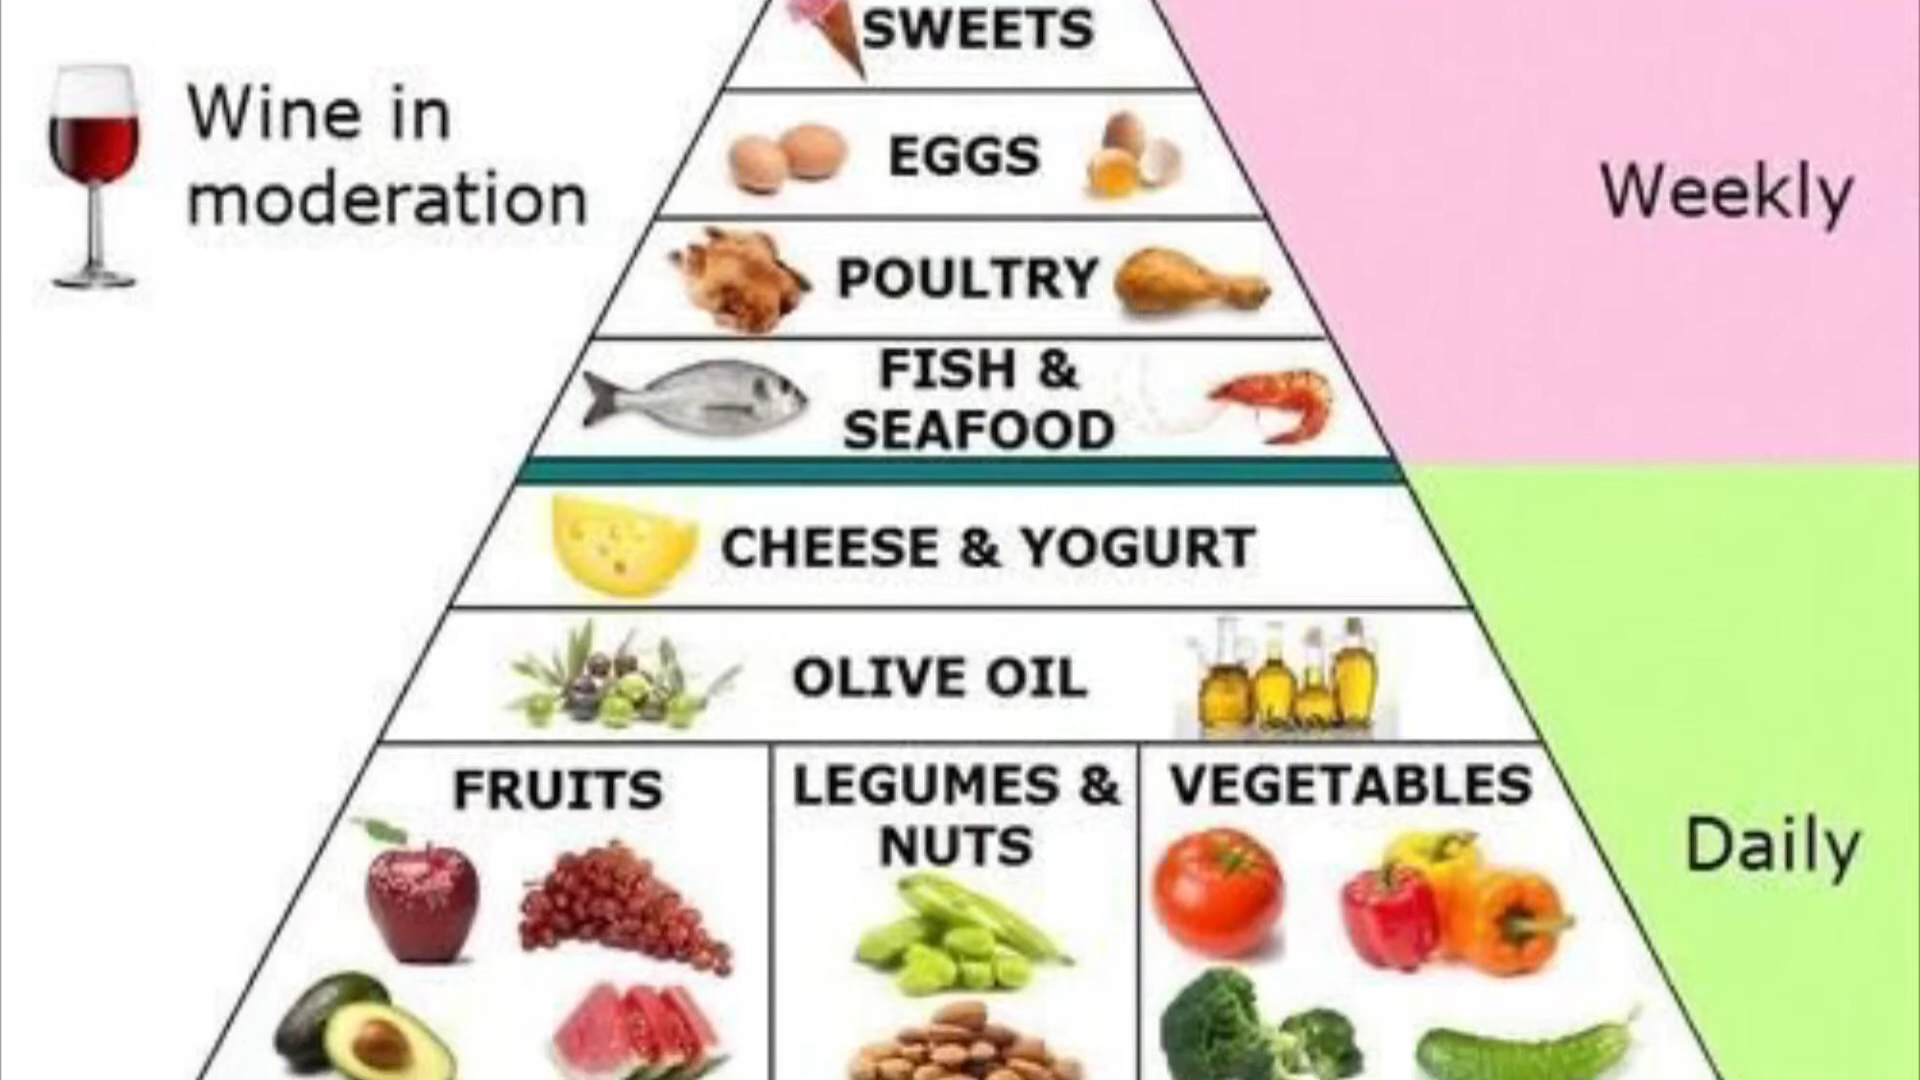 SWEETS
Wine in
moderation
EGGS
Weekly
POULTRY
FISH &
SEAFOOD
CHEESE & YOGURT
OLIVE OIL
FRUITS
LEGUMES &
NUTS
VEGETABLES
Daily